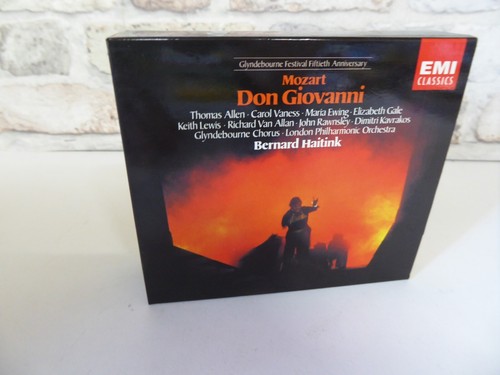 Glyndebourne Festival Fiftieth Anniversary
EMI
CLASSICS
Mozart
Don Giovanni
Thomas Allen · Carol Vaness · Maria Ewing · Elizabeth Gale
Keith Lewis · Richard Van Allan · John Rawnsley · Dimitri Kavrakos
Glyndebourne Chorus · London Philharmonic Orchestra
Bernard Haitink